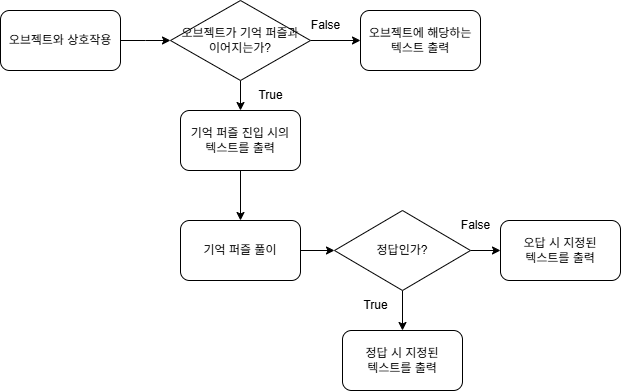 오브젝트와 상호작용
오브젝트가 기억 퍼즐과
이어지는가?
False
오브젝트에 해당하는
텍스트 출력
True
기억 퍼즐 진입 시의
텍스트를 출력
기억 퍼즐 풀이
정답인가?
False
오답 시 지정된
텍스트를 출력
True
정답 시 지정된
텍스트를 출력